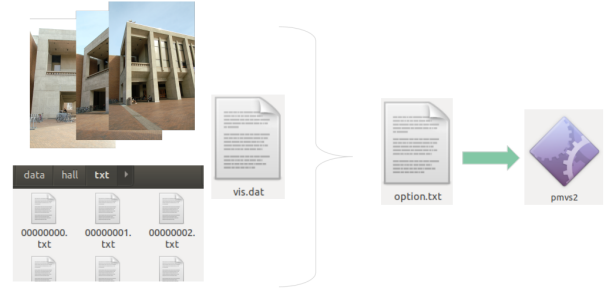 data hall txt
00000000.
txt
00000001.
txt
00000002.
txt
vis.dat
option.txt
pmvs2